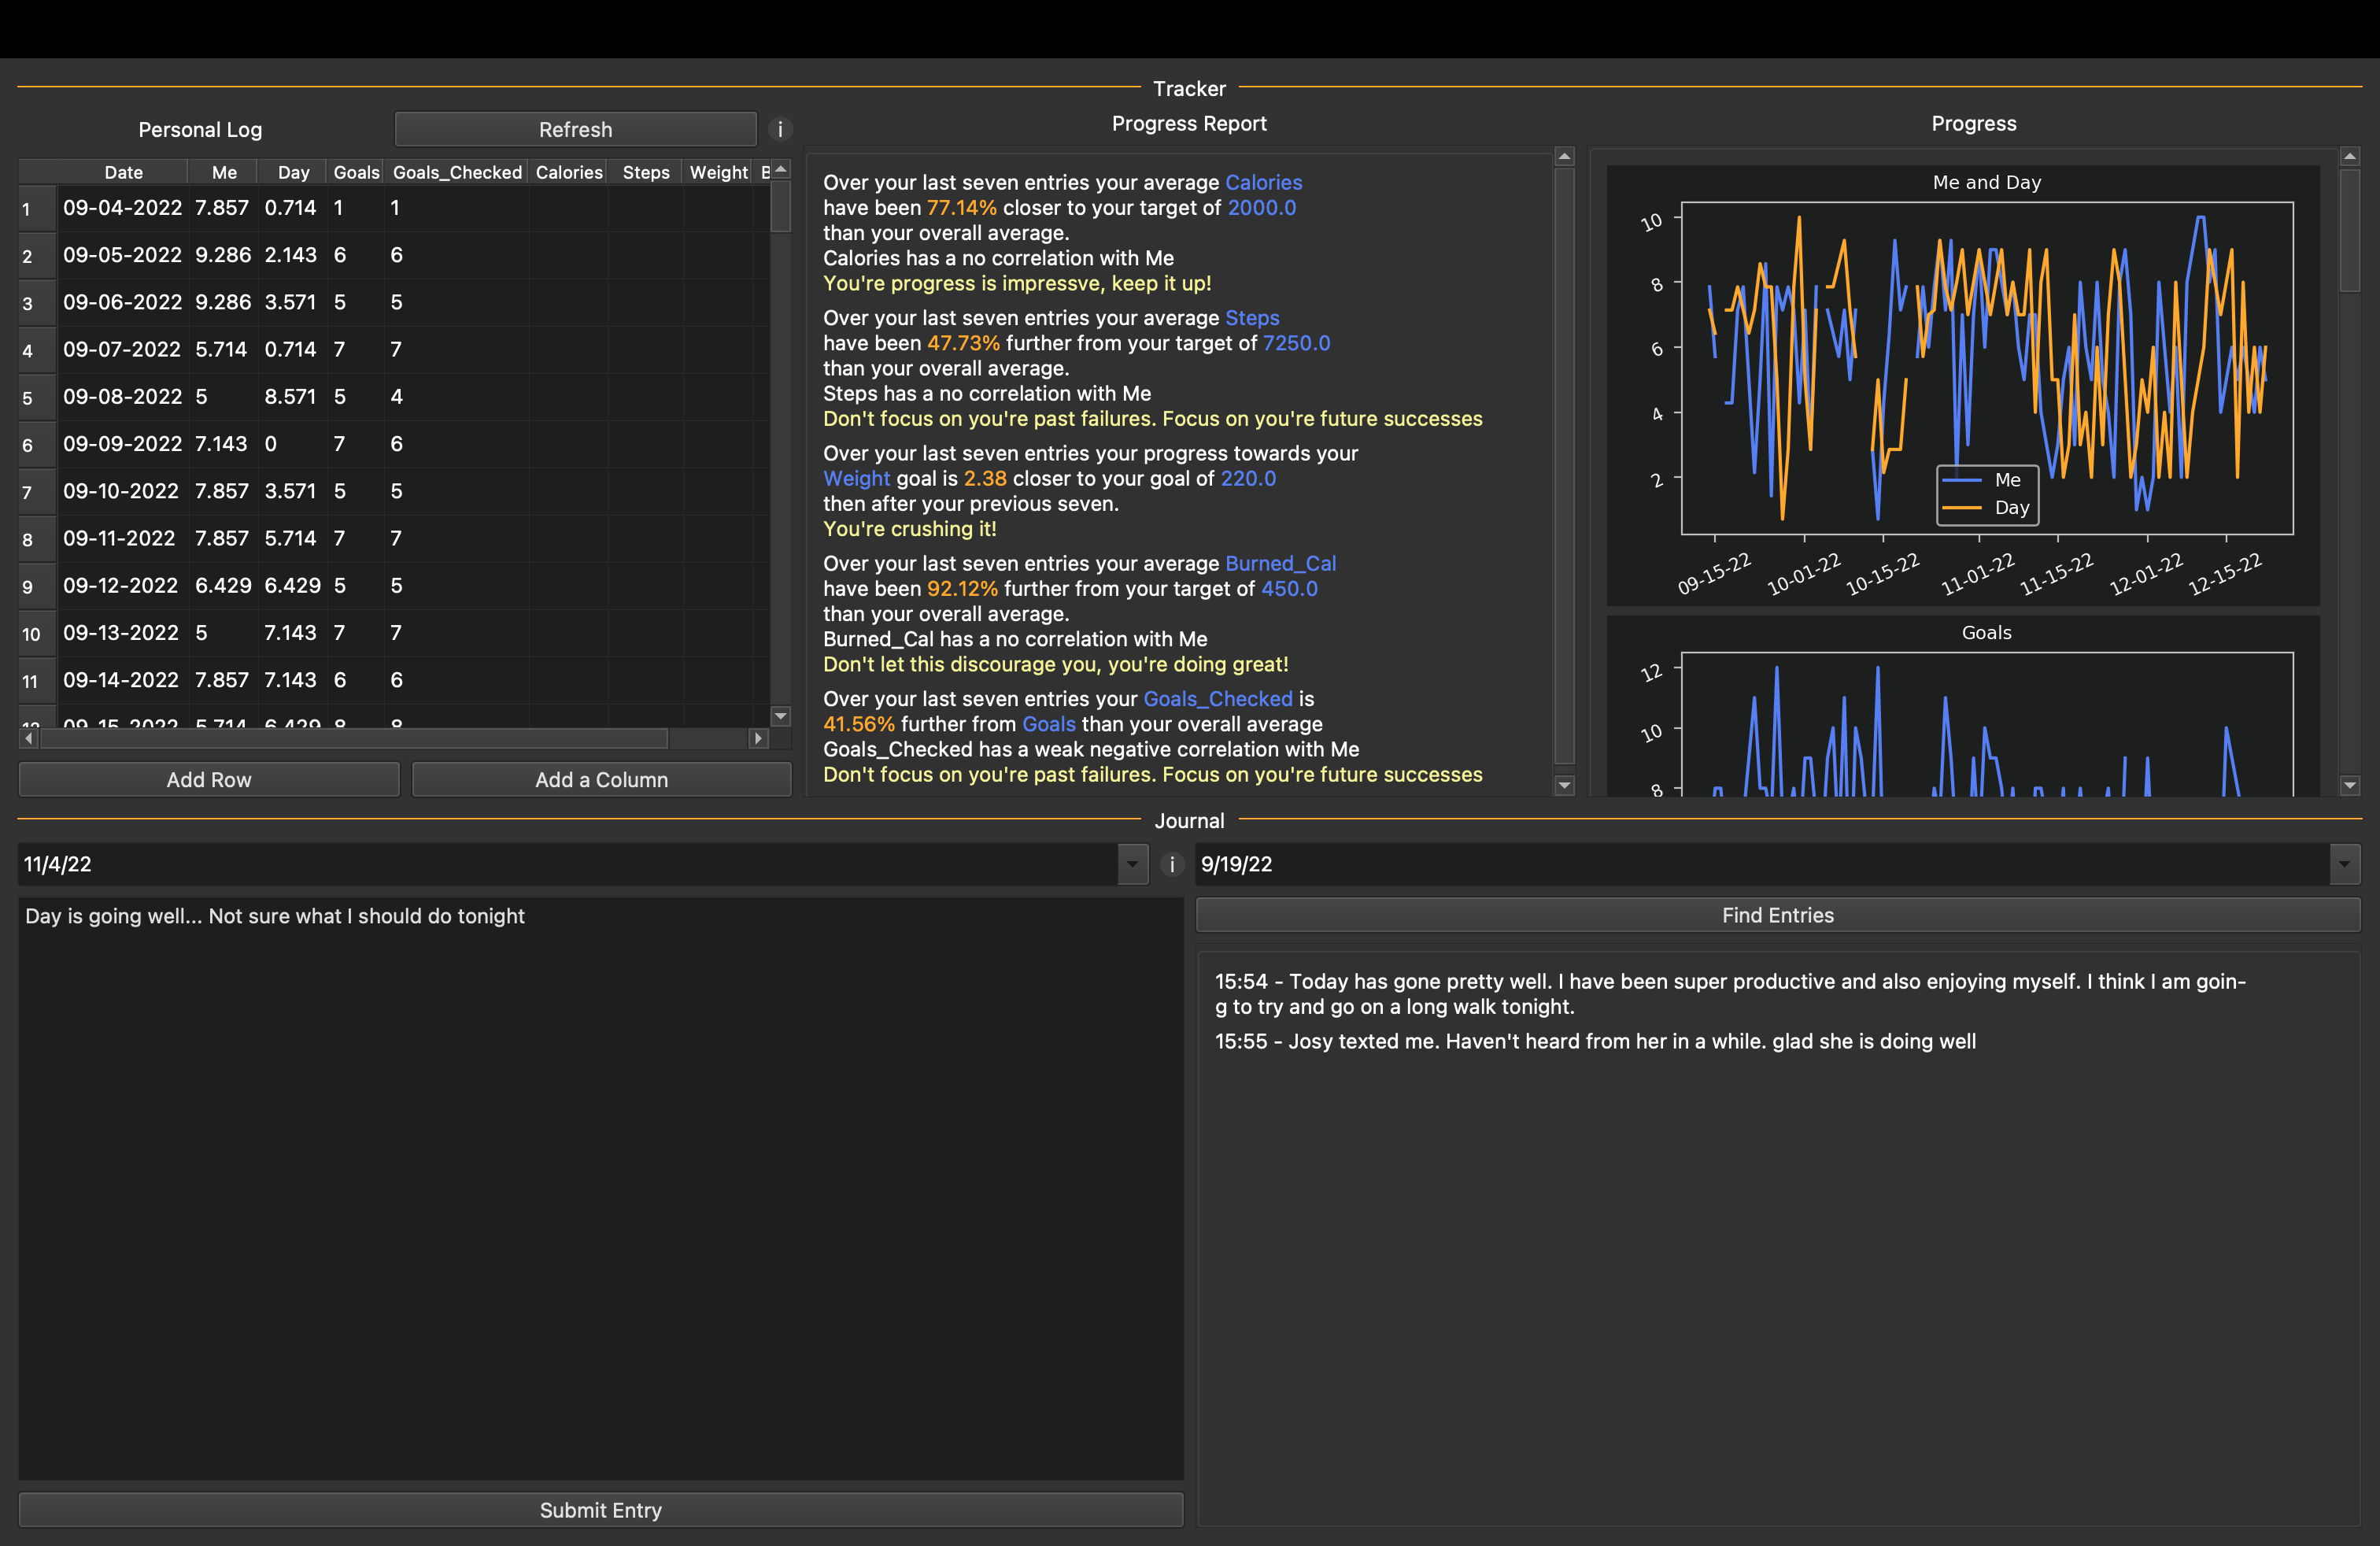 Tracker
Personal Log
Refresh
i
Date Me Day Goals Goals_Checked Calories Steps Weight B
1 09-04-2022 7.857 0.714 1 1
2 09-05-2022 9.286 2.143 6 6
3 09-06-2022 9.286 3.571 5 5
4 09-07-2022 5.714 0.714 7 7
5 09-08-2022 5 8.571 5 4
6 09-09-2022 7.143 0 7 6
7 09-10-2022 7.857 3.571 5 5
8 09-11-2022 7.857 5.714 7 7
9 09-12-2022 6.429 6.429 5 5
10 09-13-2022 5 7.143 7 7
11 09-14-2022 7.857 7.143 6 6
12 09-15-2022 5.714 6.429 8 8
Add Row
Add a Column
Progress Report
Over your last seven entries your average Calories
have been 77.14% closer to your target of 2000.0
than your overall average.
Calories has a no correlation with Me
You're progress is impressve, keep it up!
Over your last seven entries your average Steps
have been 47.73% further from your target of 7250.0
than your overall average.
Steps has a no correlation with Me
Don't focus on you're past failures. Focus on you're future successes
Over your last seven entries your progress towards your
Weight goal is 2.38 closer to your goal of 220.0
then after your previous seven.
You're crushing it!
Over your last seven entries your average Burned_Cal
have been 92.12% further from your target of 450.0
than your overall average.
Burned_Cal has a no correlation with Me
Don't let this discourage you, you're doing great!
Over your last seven entries your Goals_Checked is
41.56% further from Goals than your overall average
Goals_Checked has a weak negative correlation with Me
Don't focus on you're past failures. Focus on you're future successes
Progress
Me and Day
10
8
6
4
2
Me
Day
09-15-22 10-01-22 10-15-22 11-01-22 11-15-22 12-01-22 12-15-22
Goals
12
10
8
Journal
11/4/22
i
Day is going well... Not sure what I should do tonight
Submit Entry
9/19/22
Find Entries
15:54 - Today has gone pretty well. I have been super productive and also enjoying myself. I think I am goin-
g to try and go on a long walk tonight.
15:55 - Josy texted me. Haven't heard from her in a while. glad she is doing well